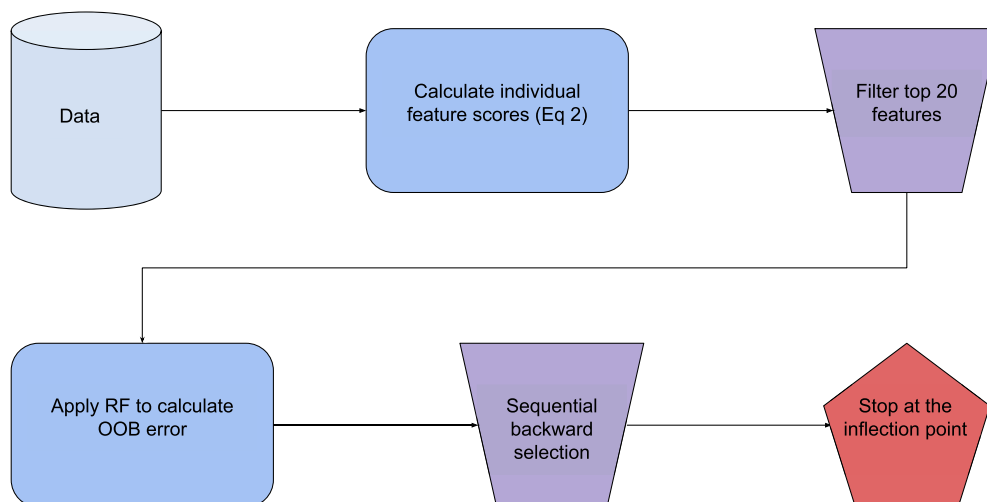 Data
Calculate individual
feature scores (Eq 2)
Filter top 20
features
Apply RF to calculate
OOB error
Sequential
backward
selection
Stop at the
inflection point